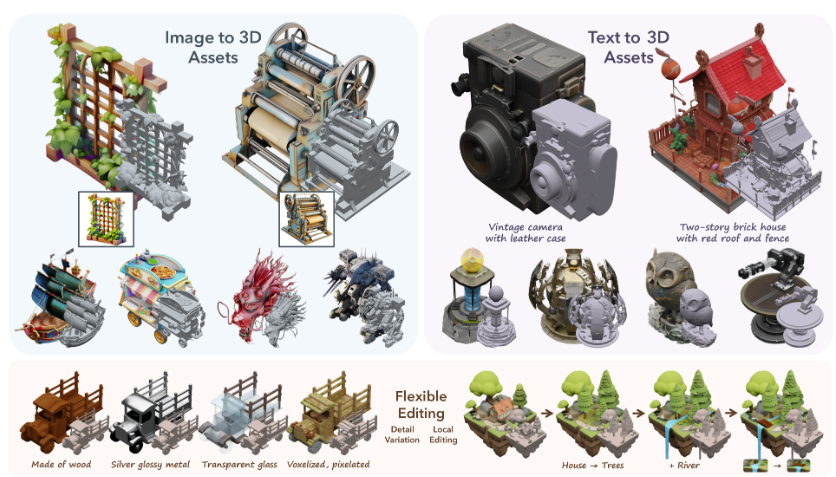 Image to 3D
Assets
Text to 3D
Assets
Vintage camera
with leather case
Two-story brick house
with red roof and fence
Flexible
Editing
Detail
Variation
Local
Editing
Made of wood
Silver glossy metal
Transparent glass
Voxelized, pixelated
House → Trees
+ River